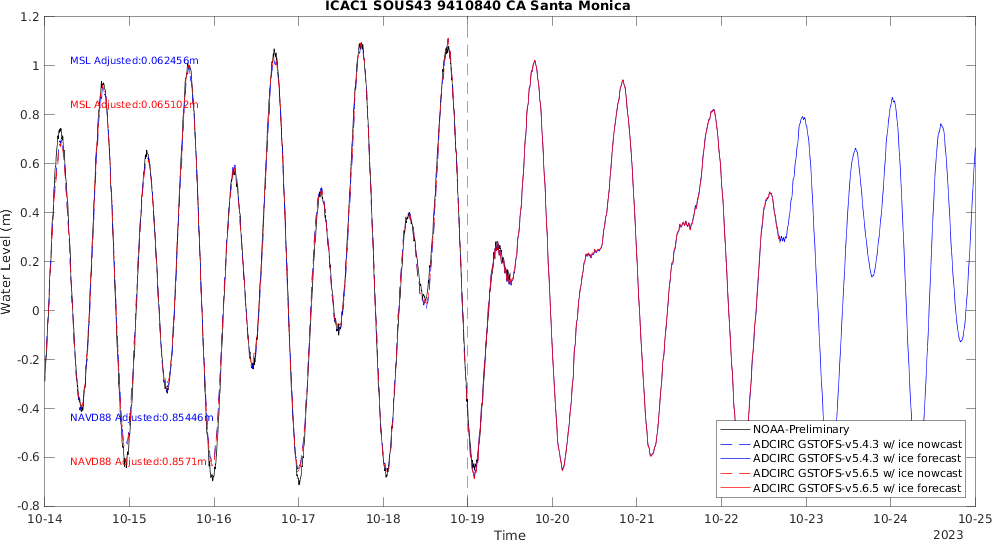 ICAC1 SOUS43 9410840 CA Santa Monica
1.2
1
0.8
0.6
0.4
0.2
0
-0.2
-0.4
-0.6
-0.8
Water Level (m)
MSL Adjusted:0.062456m
MSL Adjusted:0.065102m
NAVD88 Adjusted:0.85446m
NAVD88 Adjusted:0.8571m
NOAA-Preliminary
ADCIRC GSTOFS-v5.4.3 w/ ice nowcast
ADCIRC GSTOFS-v5.4.3 w/ ice forecast
ADCIRC GSTOFS-v5.6.5 w/ ice nowcast
ADCIRC GSTOFS-v5.6.5 w/ ice forecast
10-14 10-15 10-16 10-17 10-18 10-19 10-20 10-21 10-22 10-23 10-24 10-25
Time
2023